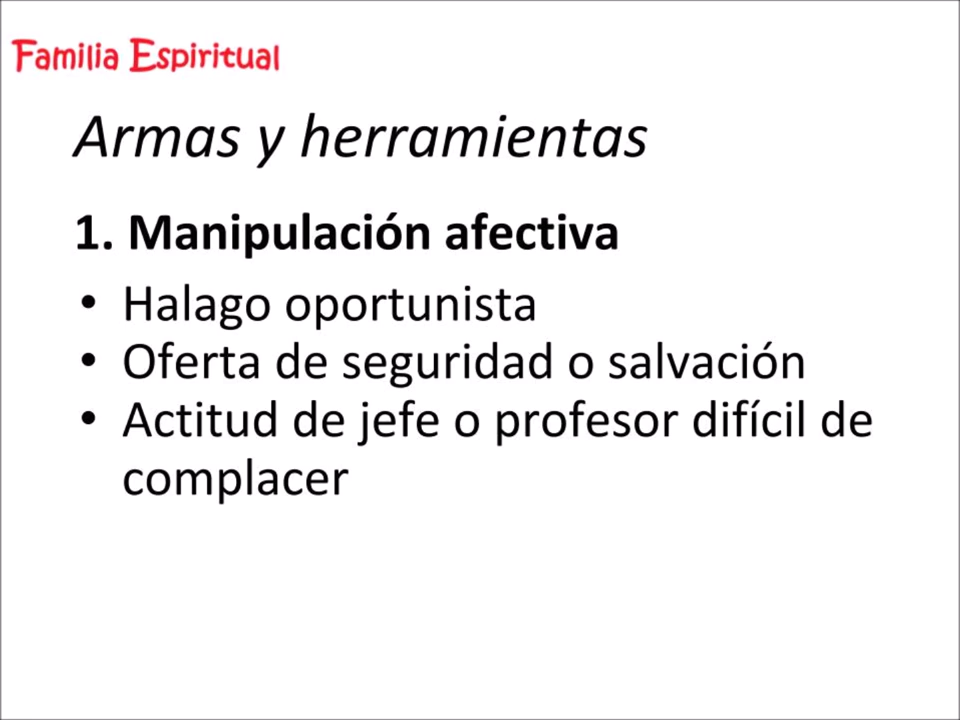 Familia Espiritual
Armas y herramientas
1. Manipulación afectiva
• Halago oportunista
• Oferta de seguridad o salvación
• Actitud de jefe o profesor difícil de
complacer